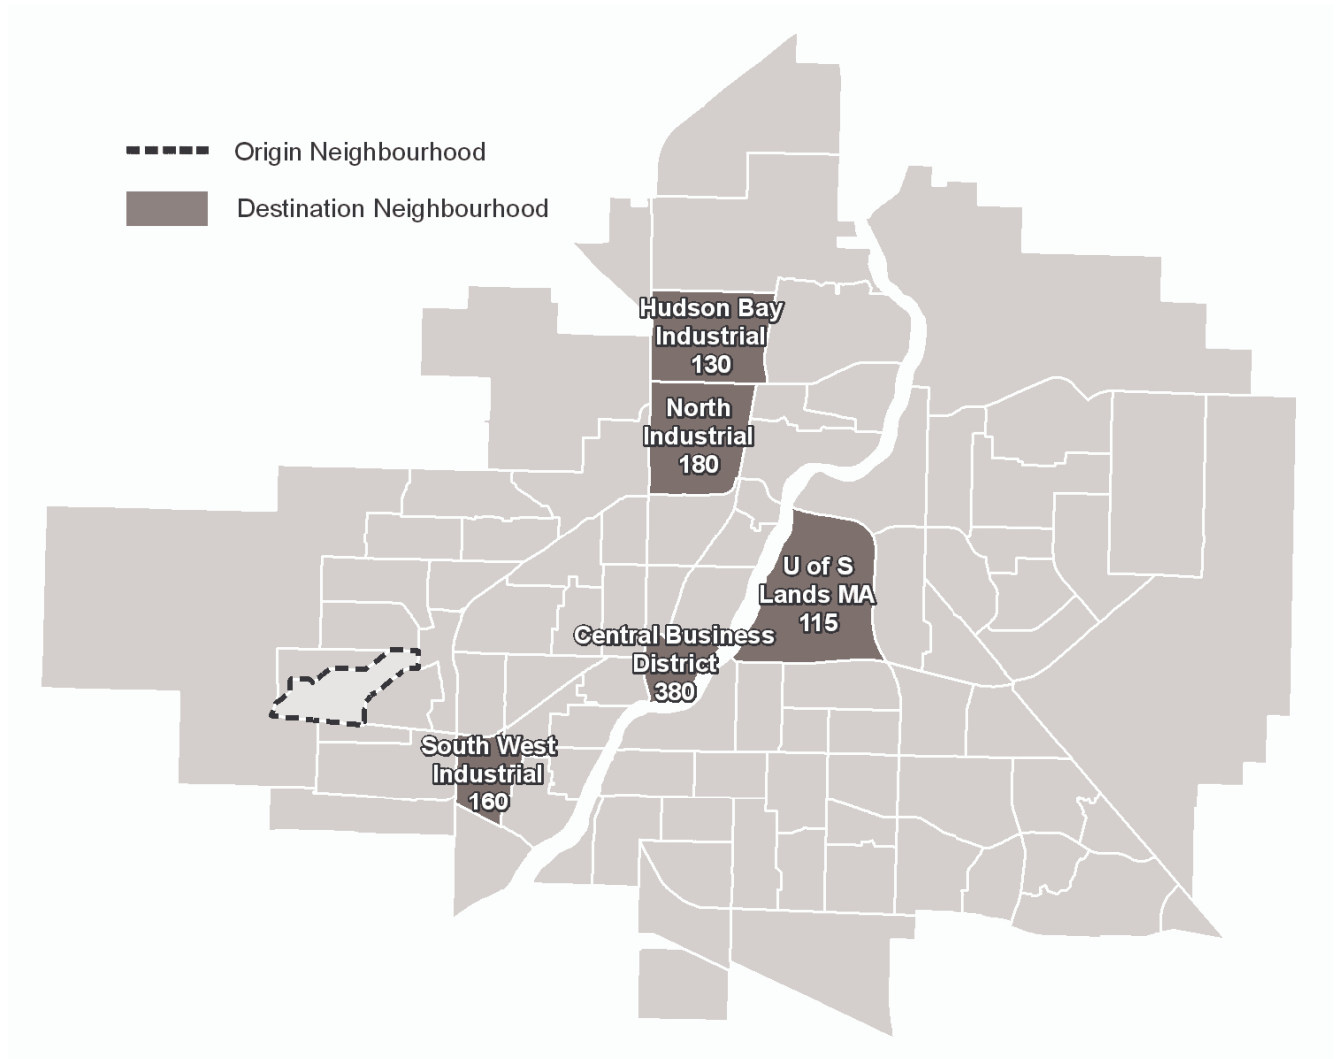 Origin Neighbourhood
Destination Neighbourhood
Hudson Bay
Industrial
130
North
Industrial
180
U of S
Lands MA
115
Central Business
District
380
South West
Industrial
160